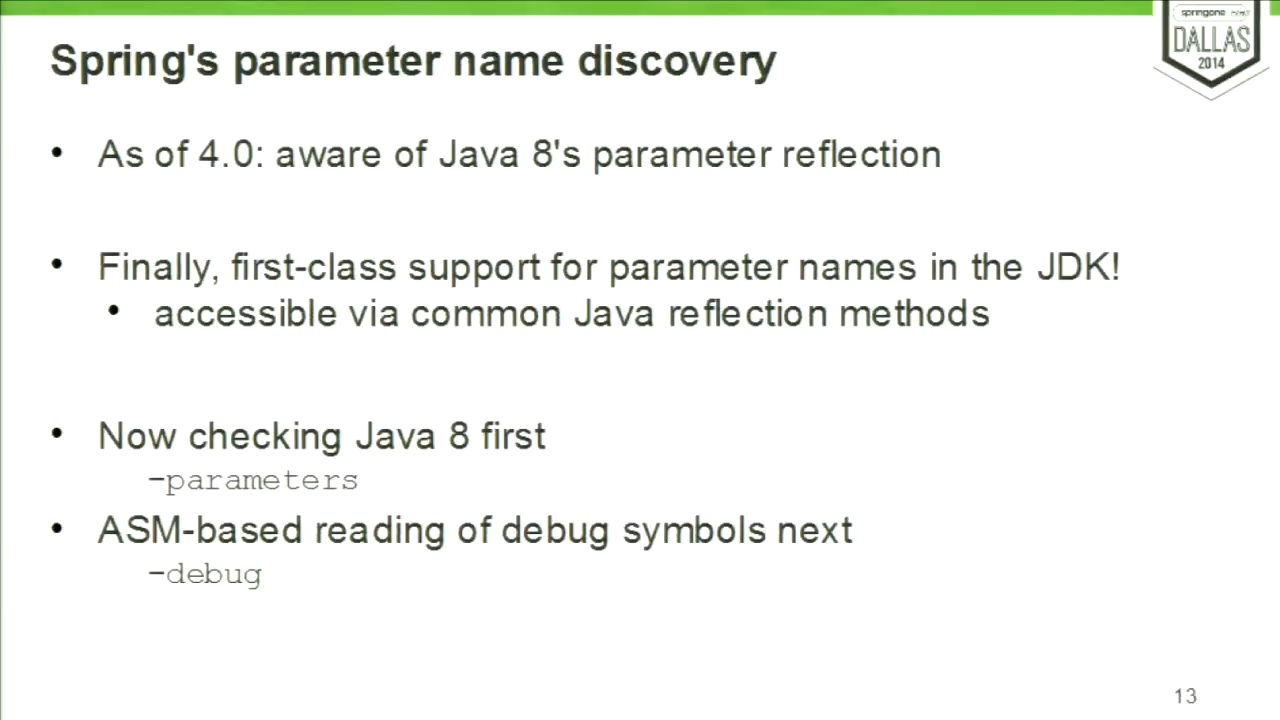 springone
DALLAS
2014
Spring's parameter name discovery
• As of 4.0: aware of Java 8's parameter reflection
• Finally, first-class support for parameter names in the JDK!
• accessible via common Java reflection methods
• Now checking Java 8 first
-parameters
• ASM-based reading of debug symbols next
-debug
13